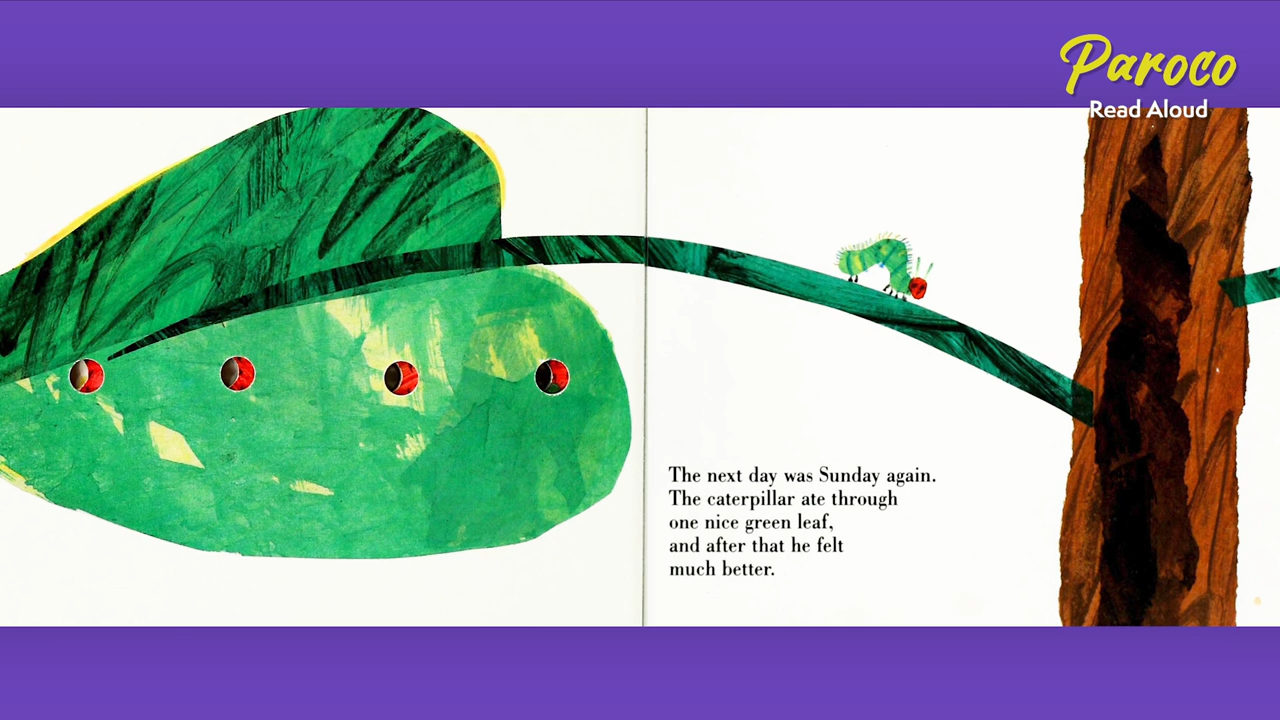 Paroco
Read Aloud
The next day was Sunday again.
The caterpillar ate through
one nice green leaf,
and after that he felt
much better.